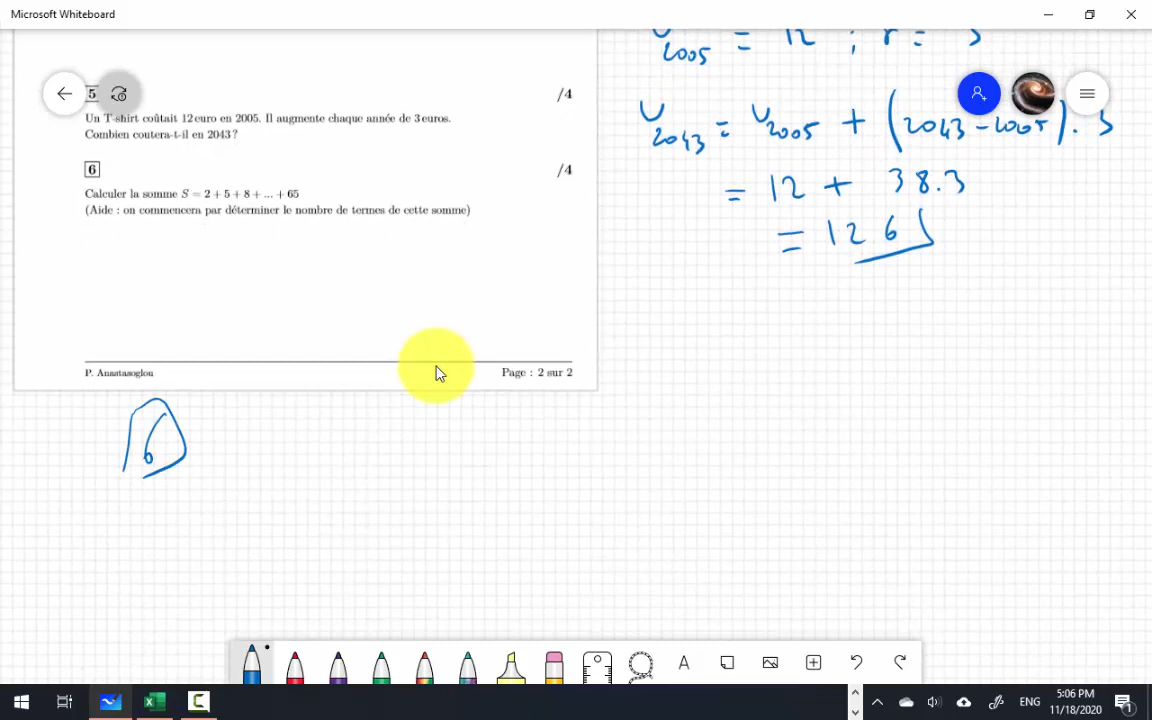 Microsoft Whiteboard
5 /4
Un T-shirt coûtait 12 euro en 2005. Il augmente chaque année de 3 euros.
Combien coutera-t-il en 2043 ?
6 /4
Calculer la somme S = 2 + 5 + 8 + ... + 65
(Aide : on commencera par déterminer le nombre de termes de cette somme)
P. Anastasoglou Page : 2 sur 2
6
U2005 = 12 ; r = 3
U2043 = U2005 + (2043 - 2005) . 3
= 12 + 38.3
= 126
A
ENG
5:06 PM
11/18/2020
1